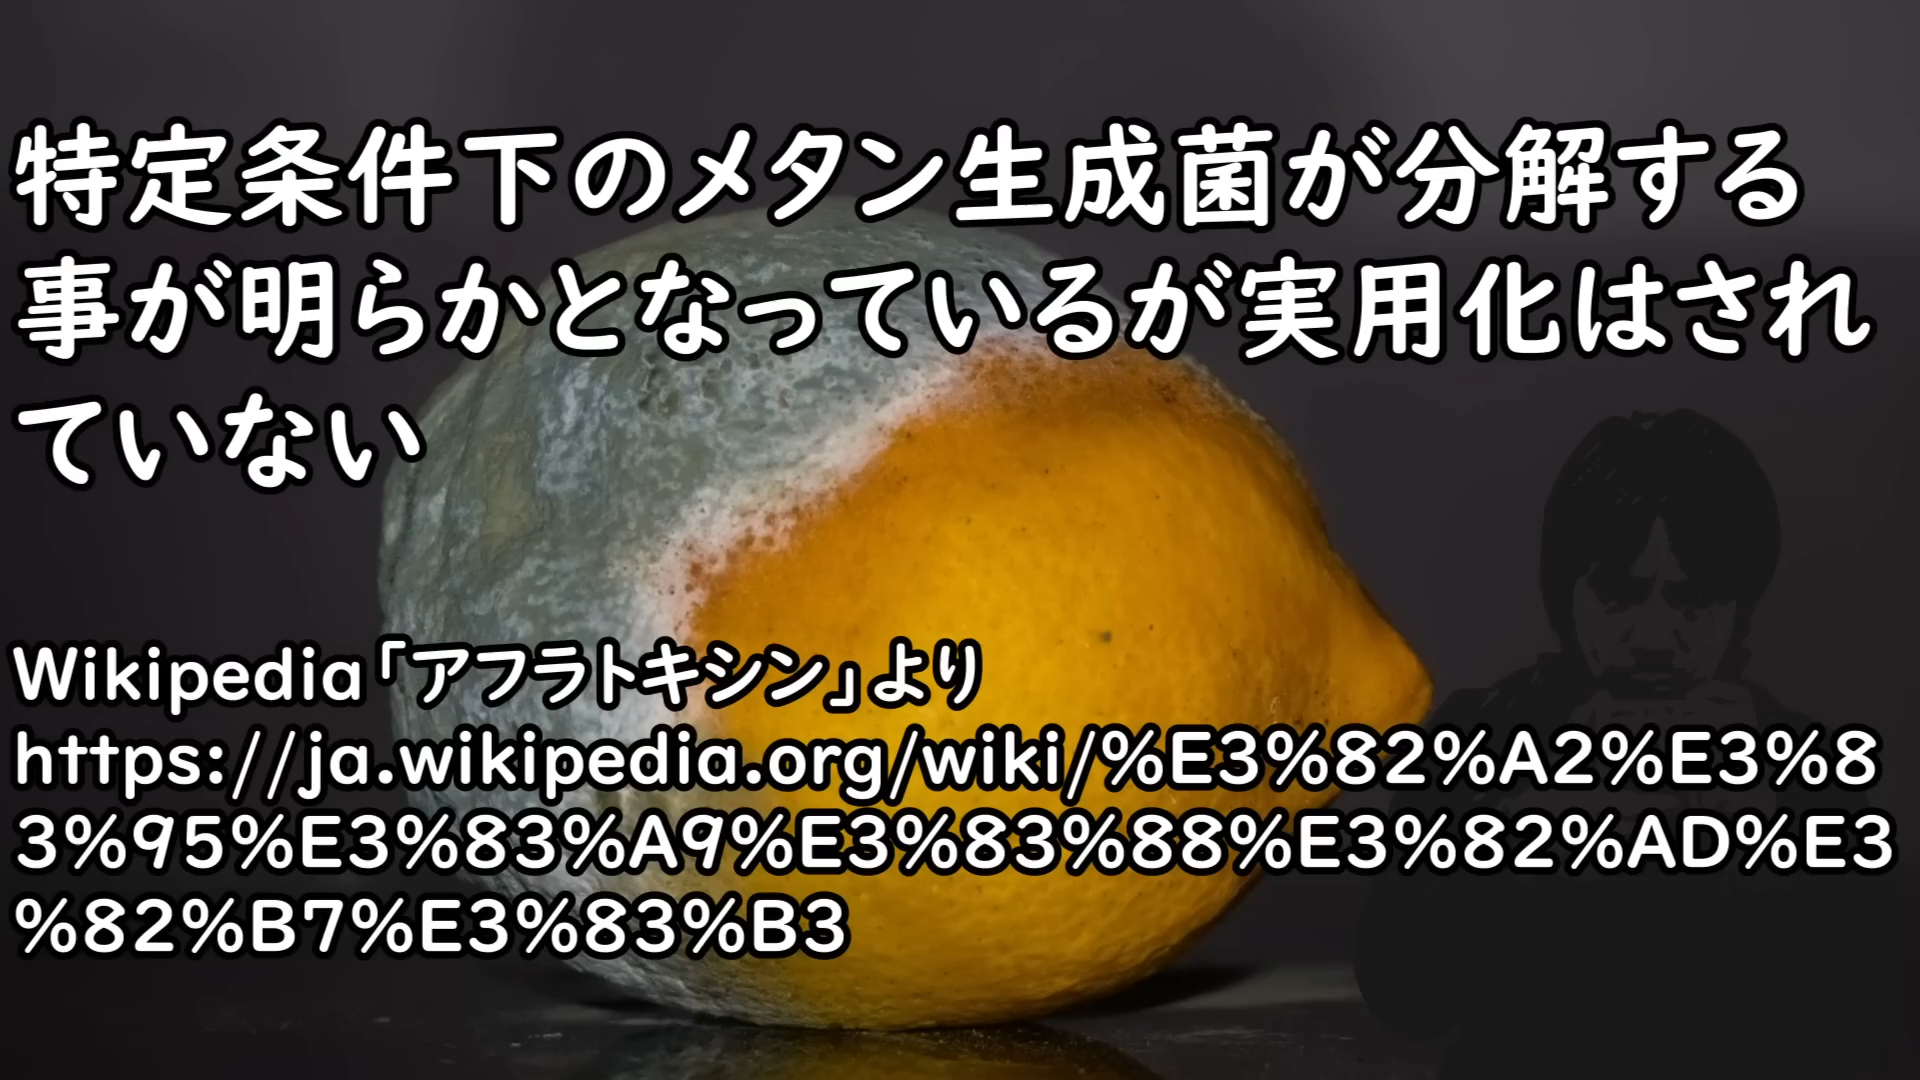 特定条件下のメタン生成菌が分解する
事が明らかとなっているが実用化はされ
ていない
Wikipedia「アフラトキシン」より
https://ja.wikipedia.org/wiki/%E3%82%A2%E3%8
3%95%E3%83%A9%E3%83%88%E3%82%AD%E3
%82%B7%E3%83%B3